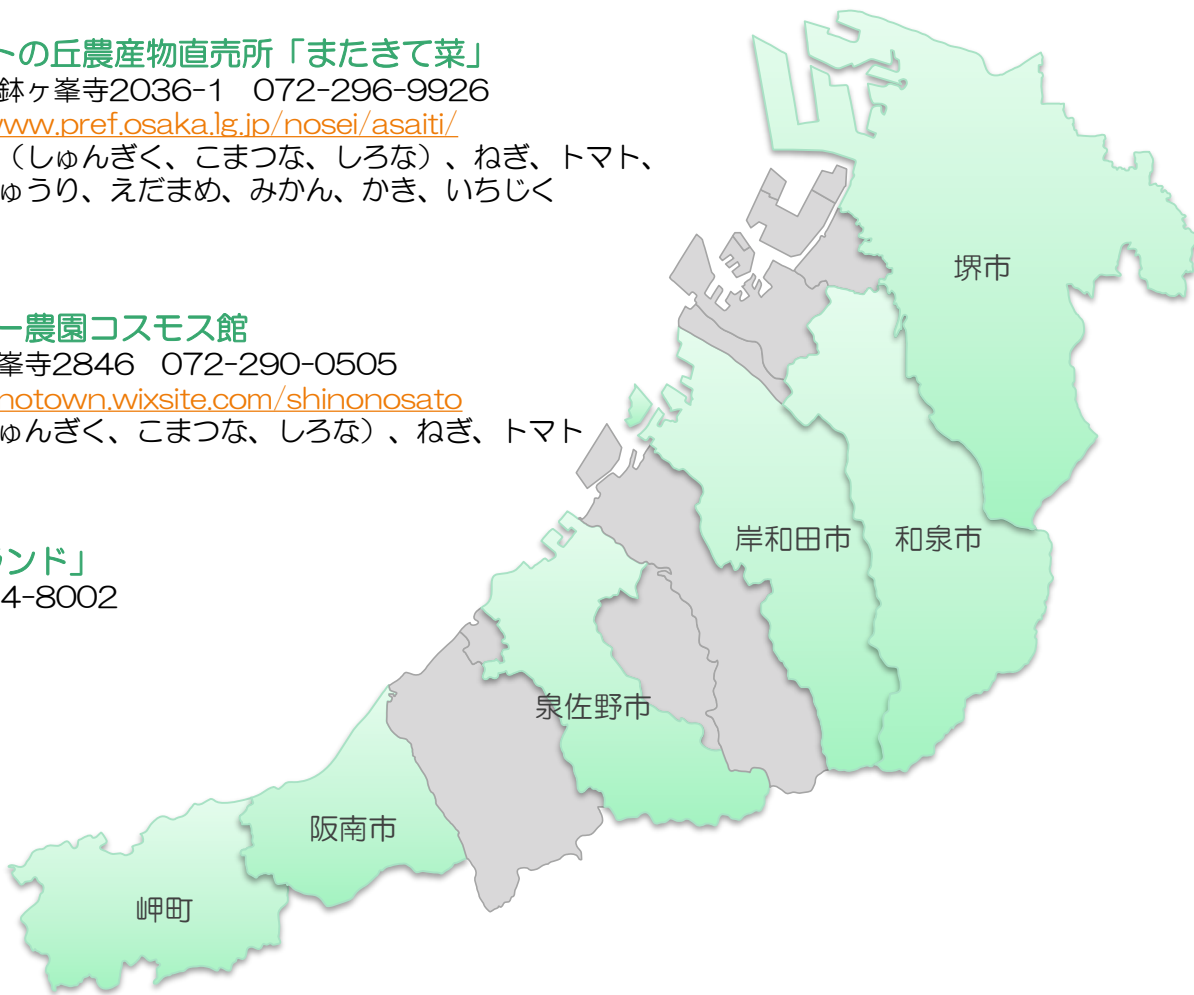 トの丘農産物直売所「またきて菜」
鉢ヶ峯寺2036-1 072-296-9926
www.pref.osaka.lg.jp/nosei/asaiti/
（しゅんぎく、こまつな、しろな）、ねぎ、トマト、
ゅうり、えだまめ、みかん、かき、いちじく
ー農園コスモス館
峯寺2846 072-290-0505
notown.wixsite.com/shinonosato
ゅんぎく、こまつな、しろな）、ねぎ、トマト
ランド」
4-8002
堺市
岸和田市
和泉市
泉佐野市
阪南市
岬町